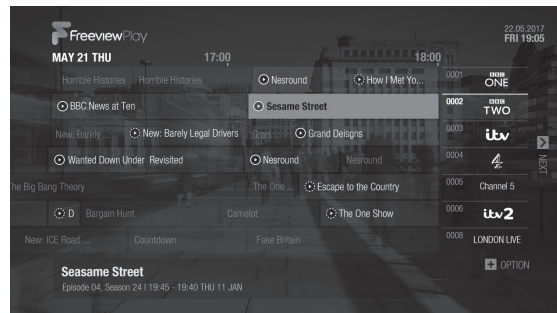 FreeviewPlay
22.05.2017
FRI 19:05
MAY 21 THU 17:00 18:00
Horrible Histories Horrible Histories Nesround How I Met Yo... 0001 BBC ONE
BBC News at Ten Sesame Street 0002 BBC TWO
New: Barely ... New: Barely Legal Drivers Gran... Grand Deisgns 0003 itv
Wanted Down Under Revisited Nesround Nesround 0004 4
The Big Bang Theory The One... Escape to the Country 0005 Channel 5
D Bargain Hunt Camelot The One Show 0006 itv2
New: ICE Road ... Countdown Fake Britain 0008 LONDON LIVE
NEXT
Seasame Street
Episode 04, Season 24 I 19:45 - 19:40 THU 11 JAN
+ OPTION